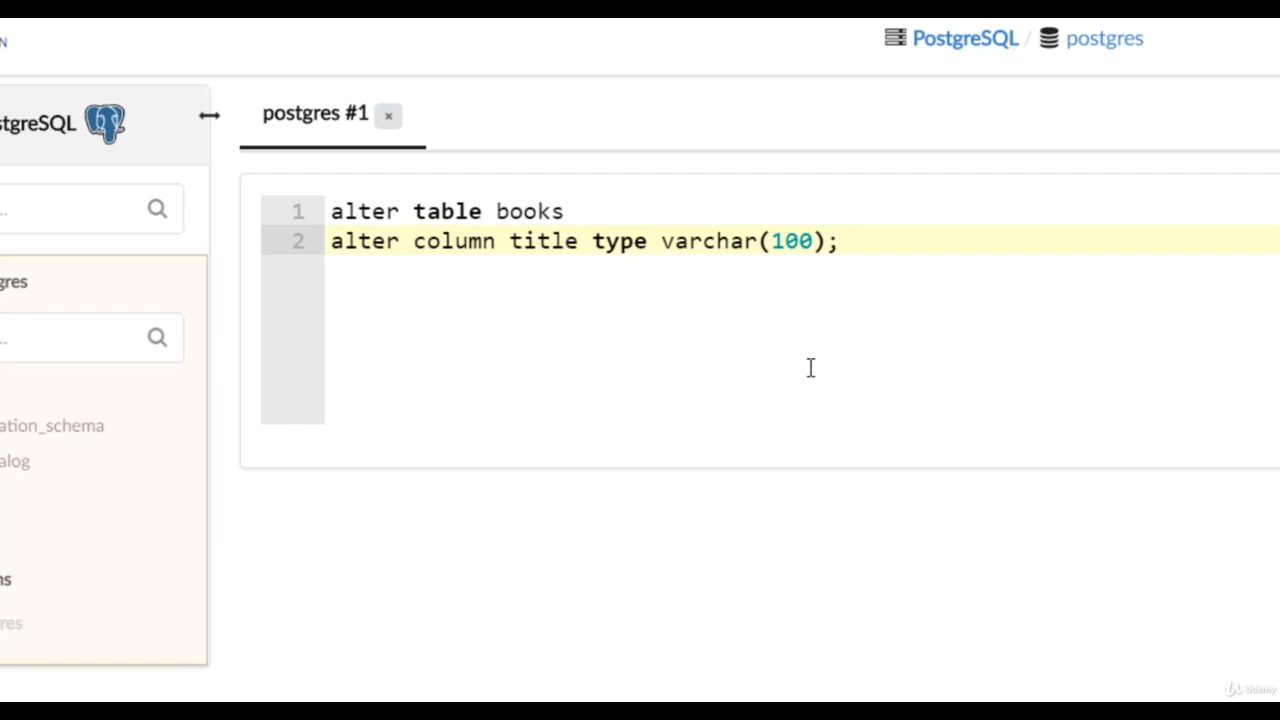 N
PostgreSQL / postgres
stgreSQL
postgres #1 ×
1 alter table books
2 alter column title type varchar(100);
..
gres
..
ation_schema
alog
ns
res
Udemy